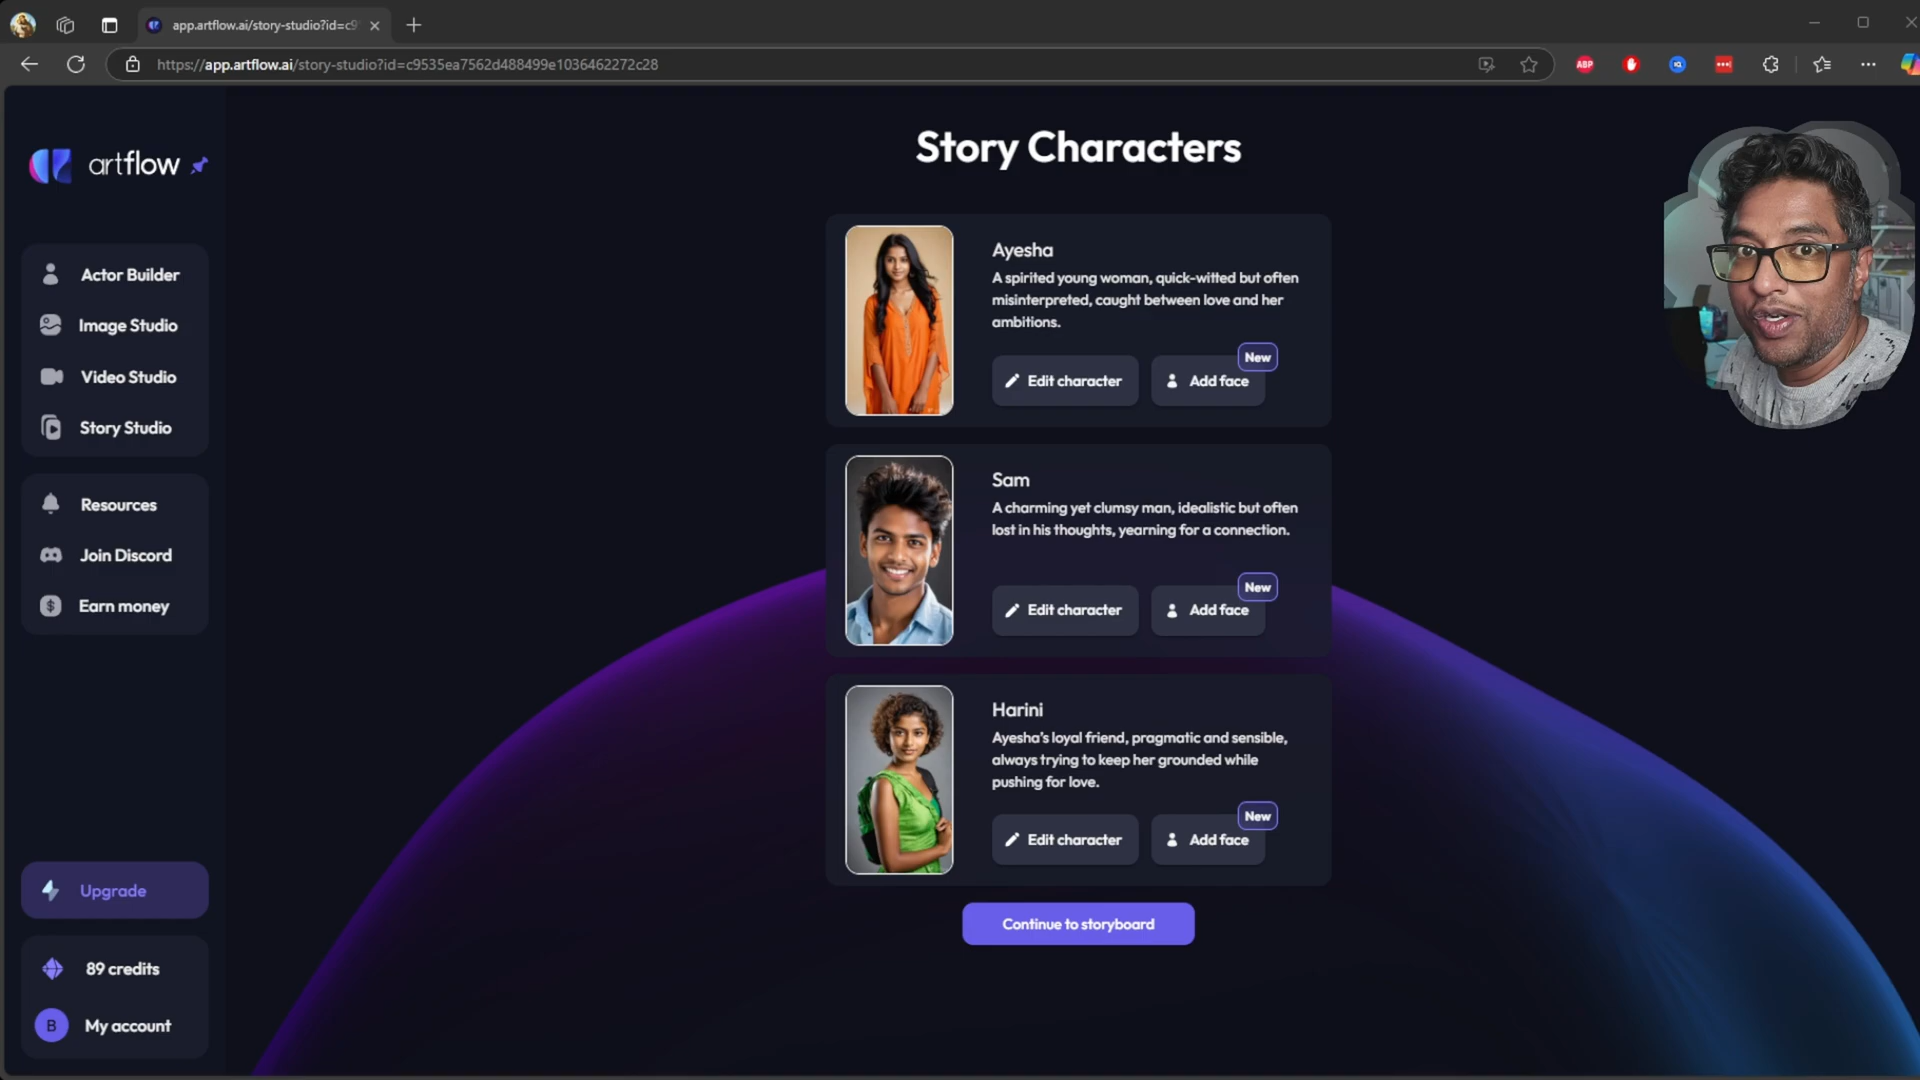 app.artflow.ai/story-studio?id=c9
https://app.artflow.ai/story-studio?id=c9535ea7562d488499e1036462272c28
ABP
artflow
Actor Builder
Image Studio
Video Studio
Story Studio
Resources
Join Discord
Earn money
Upgrade
89 credits
B
My account
Story Characters
Ayesha
A spirited young woman, quick-witted but often
misinterpreted, caught between love and her
ambitions.
Edit character
Add face
New
Sam
A charming yet clumsy man, idealistic but often
lost in his thoughts, yearning for a connection.
Edit character
Add face
New
Harini
Ayesha's loyal friend, pragmatic and sensible,
always trying to keep her grounded while
pushing for love.
Edit character
Add face
New
Continue to storyboard